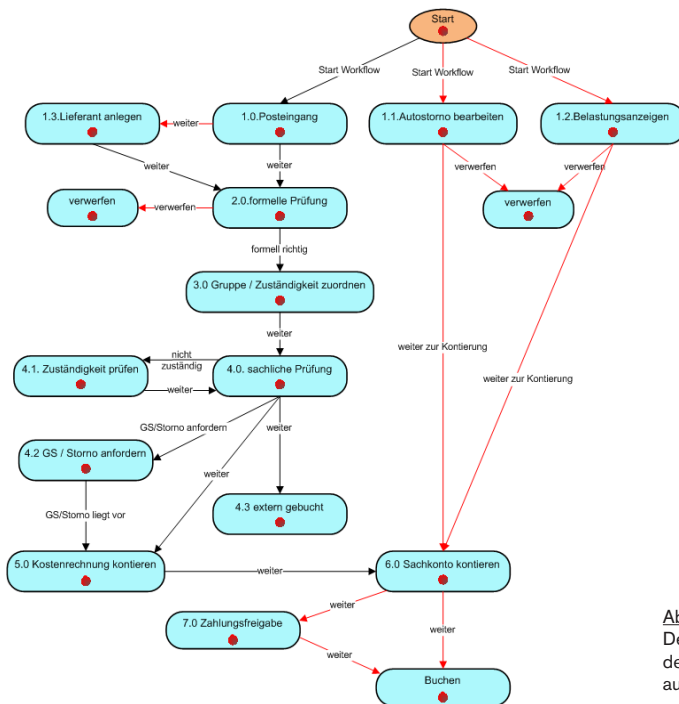 Start
Start Workflow
Start Workflow
Start Workflow
1.3.Lieferant anlegen
weiter
1.0.Posteingang
1.1.Autostorno bearbeiten
1.2.Belastungsanzeigen
weiter
weiter
verwerfen
verwerfen
verwerfen
verwerfen
2.0.formelle Prüfung
verwerfen
formell richtig
3.0 Gruppe / Zuständigkeit zuordnen
weiter
weiter zur Kontierung
nicht
zuständig
4.1. Zuständigkeit prüfen
4.0. sachliche Prüfung
weiter
weiter zur Kontierung
GS/Storno anfordern
weiter
4.2 GS / Storno anfordern
weiter
4.3 extern gebucht
GS/Storno liegt vor
5.0 Kostenrechnung kontieren
weiter
6.0 Sachkonto kontieren
weiter
7.0 Zahlungsfreigabe
weiter
weiter
Buchen
Ab
De
de
au